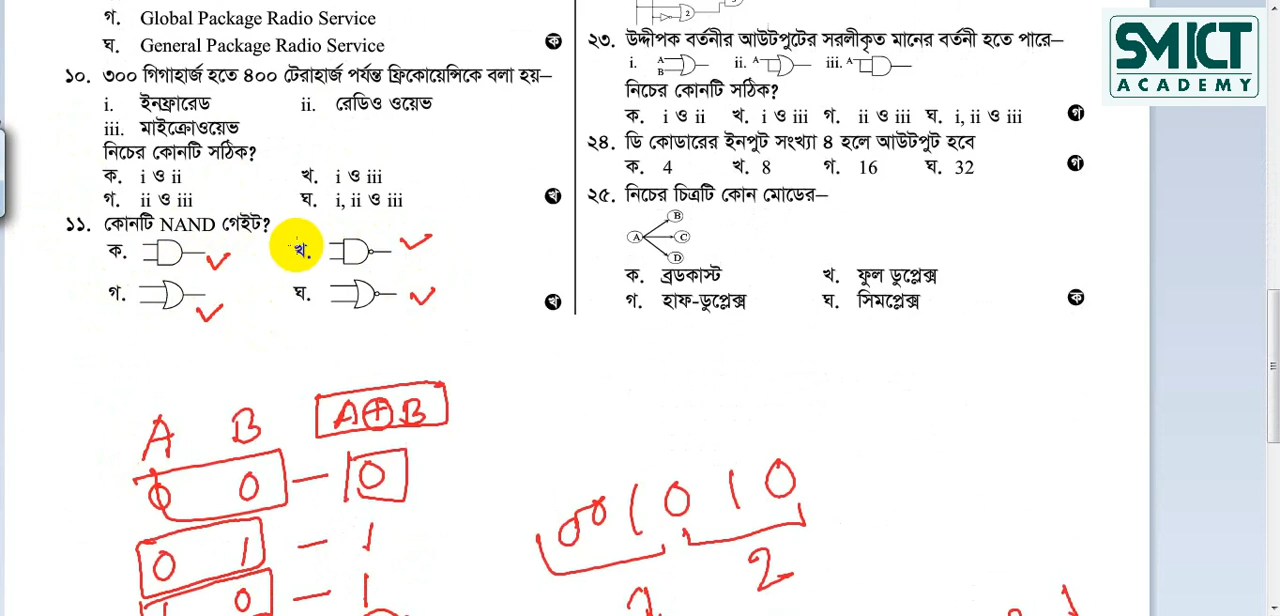 গ. Global Package Radio Service
ঘ. General Package Radio Service ক
১০. ৩০০ গিগাহার্জ হতে ৪০০ টেরাহার্জ পর্যন্ত ফ্রিকোয়েন্সিকে বলা হয়–
i. ইনফ্রারেড ii. রেডিও ওয়েভ
iii. মাইক্রোওয়েভ
নিচের কোনটি সঠিক?
ক. i ও ii খ. i ও iii
গ. ii ও iii ঘ. i, ii ও iii খ
১১. কোনটি NAND গেইট?
ক. খ.
গ. ঘ. খ
A B A⊕B
0 0 – 0
0 1 – 1
1 0 – 1
2
২৩. উদ্দীপক বর্তনীর আউটপুটের সরলীকৃত মানের বর্তনী হতে পারে–
i. A B ii. A iii. A
নিচের কোনটি সঠিক?
ক. i ও ii খ. i ও iii গ. ii ও iii ঘ. i, ii ও iii গ
২৪. ডি কোডারের ইনপুট সংখ্যা ৪ হলে আউটপুট হবে
ক. 4 খ. 8 গ. 16 ঘ. 32 গ
২৫. নিচের চিত্রটি কোন মোডের–
B
A C
D
ক. ব্রডকাস্ট খ. ফুল ডুপ্লেক্স
গ. হাফ-ডুপ্লেক্স ঘ. সিমপ্লেক্স ক
001010
2
SMICT
ACADEMY